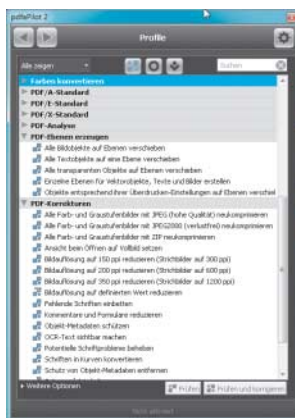 pdfaPilot 2
Profile
Alle zeigen
Suchen
Farben konvertieren
PDF/A-Standard
PDF/E-Standard
PDF/X-Standard
PDF-Analyse
PDF-Ebenen erzeugen
Alle Bildobjekte auf Ebenen verschieben
Alle Textobjekte auf eine Ebene verschieben
Alle transparenten Objekte auf Ebenen verschieben
Einzelne Ebenen für Vektorobjekte, Texte und Bilder erstellen
Objekte entsprechend ihrer Überdrucken-Einstellungen auf Ebenen verschie
PDF-Korrekturen
Alle Farb- und Graustufenbilder mit JPEG (hohe Qualität) neukomprimieren
Alle Farb- und Graustufenbilder mit JPEG2000 (verlustfrei) neukomprimieren
Alle Farb- und Graustufenbilder mit ZIP neukomprimieren
Ansicht beim Öffnen auf Vollbild setzen
Bildauflösung auf 150 ppi reduzieren (Strichbilder auf 300 ppi)
Bildauflösung auf 200 ppi reduzieren (Strichbilder auf 600 ppi)
Bildauflösung auf 350 ppi reduzieren (Strichbilder auf 1200 ppi)
Bildauflösung auf definierten Wert reduzieren
Fehlende Schriften einbetten
Kommentare und Formulare reduzieren
Objekt-Metadaten schützen
OCR-Text sichtbar machen
Potentielle Schriftprobleme beheben
Schriften in Kurven konvertieren
Schutz von Objekt-Metadaten entfernen
Weitere Optionen
Prüfen
Prüfen und korrigieren
Nicht aktiviert